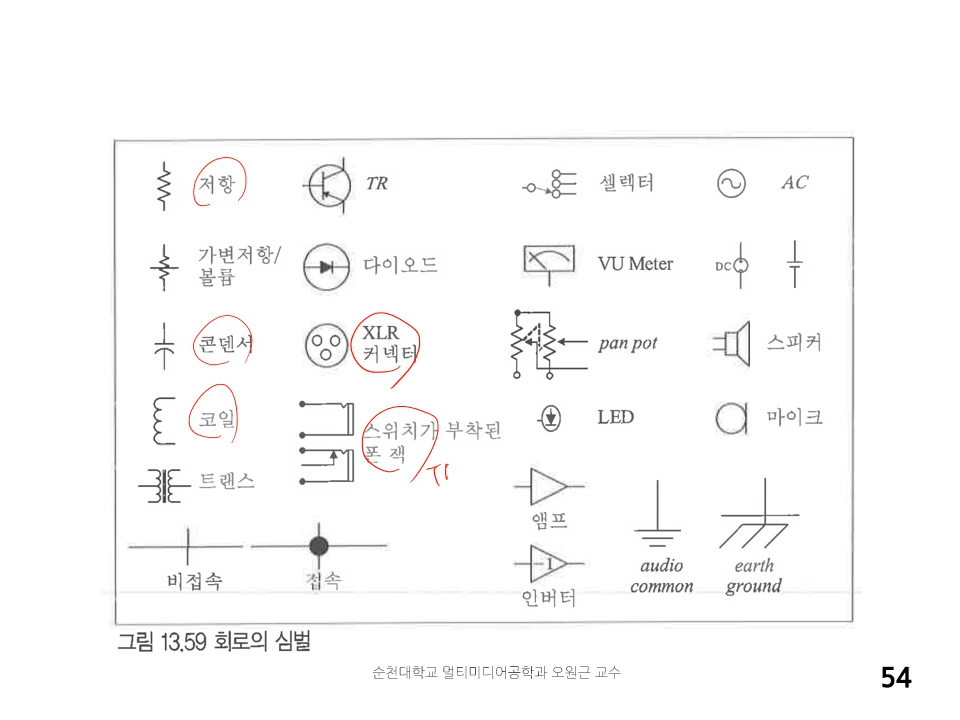 저항
TR
셀렉터
AC
가변저항/
볼륨
다이오드
VU Meter
DC
콘덴서
XLR
커넥터
pan pot
스피커
코일
스위치가 부착된
폰 잭
LED
마이크
트랜스
앰프
비접속
접속
-1
인버터
audio
common
earth
ground
그림 13.59 회로의 심벌
순천대학교 멀티미디어공학과 오원근 교수
54